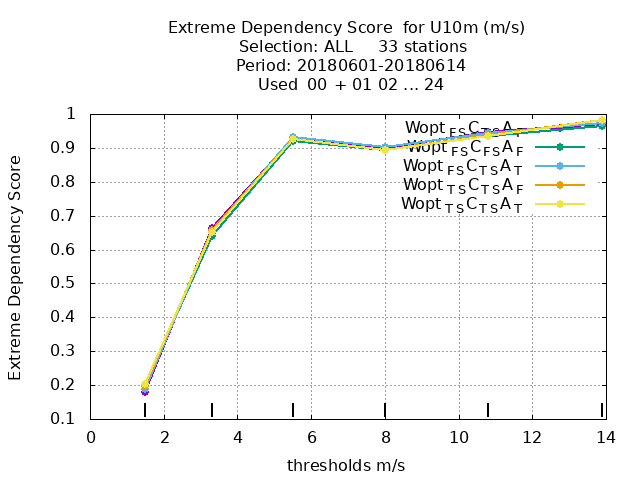 Extreme Dependency Score for U10m (m/s)
Selection: ALL 33 stations
Period: 20180601-20180614
Used 00 + 01 02 ... 24
Extreme Dependency Score
1
0.9
0.8
0.7
0.6
0.5
0.4
0.3
0.2
0.1
Wopt FS C TS A
Wopt FS C FS A F
Wopt FS C TS A T
Wopt TS C TS A F
Wopt TS C TS A T
0 2 4 6 8 10 12 14
thresholds m/s